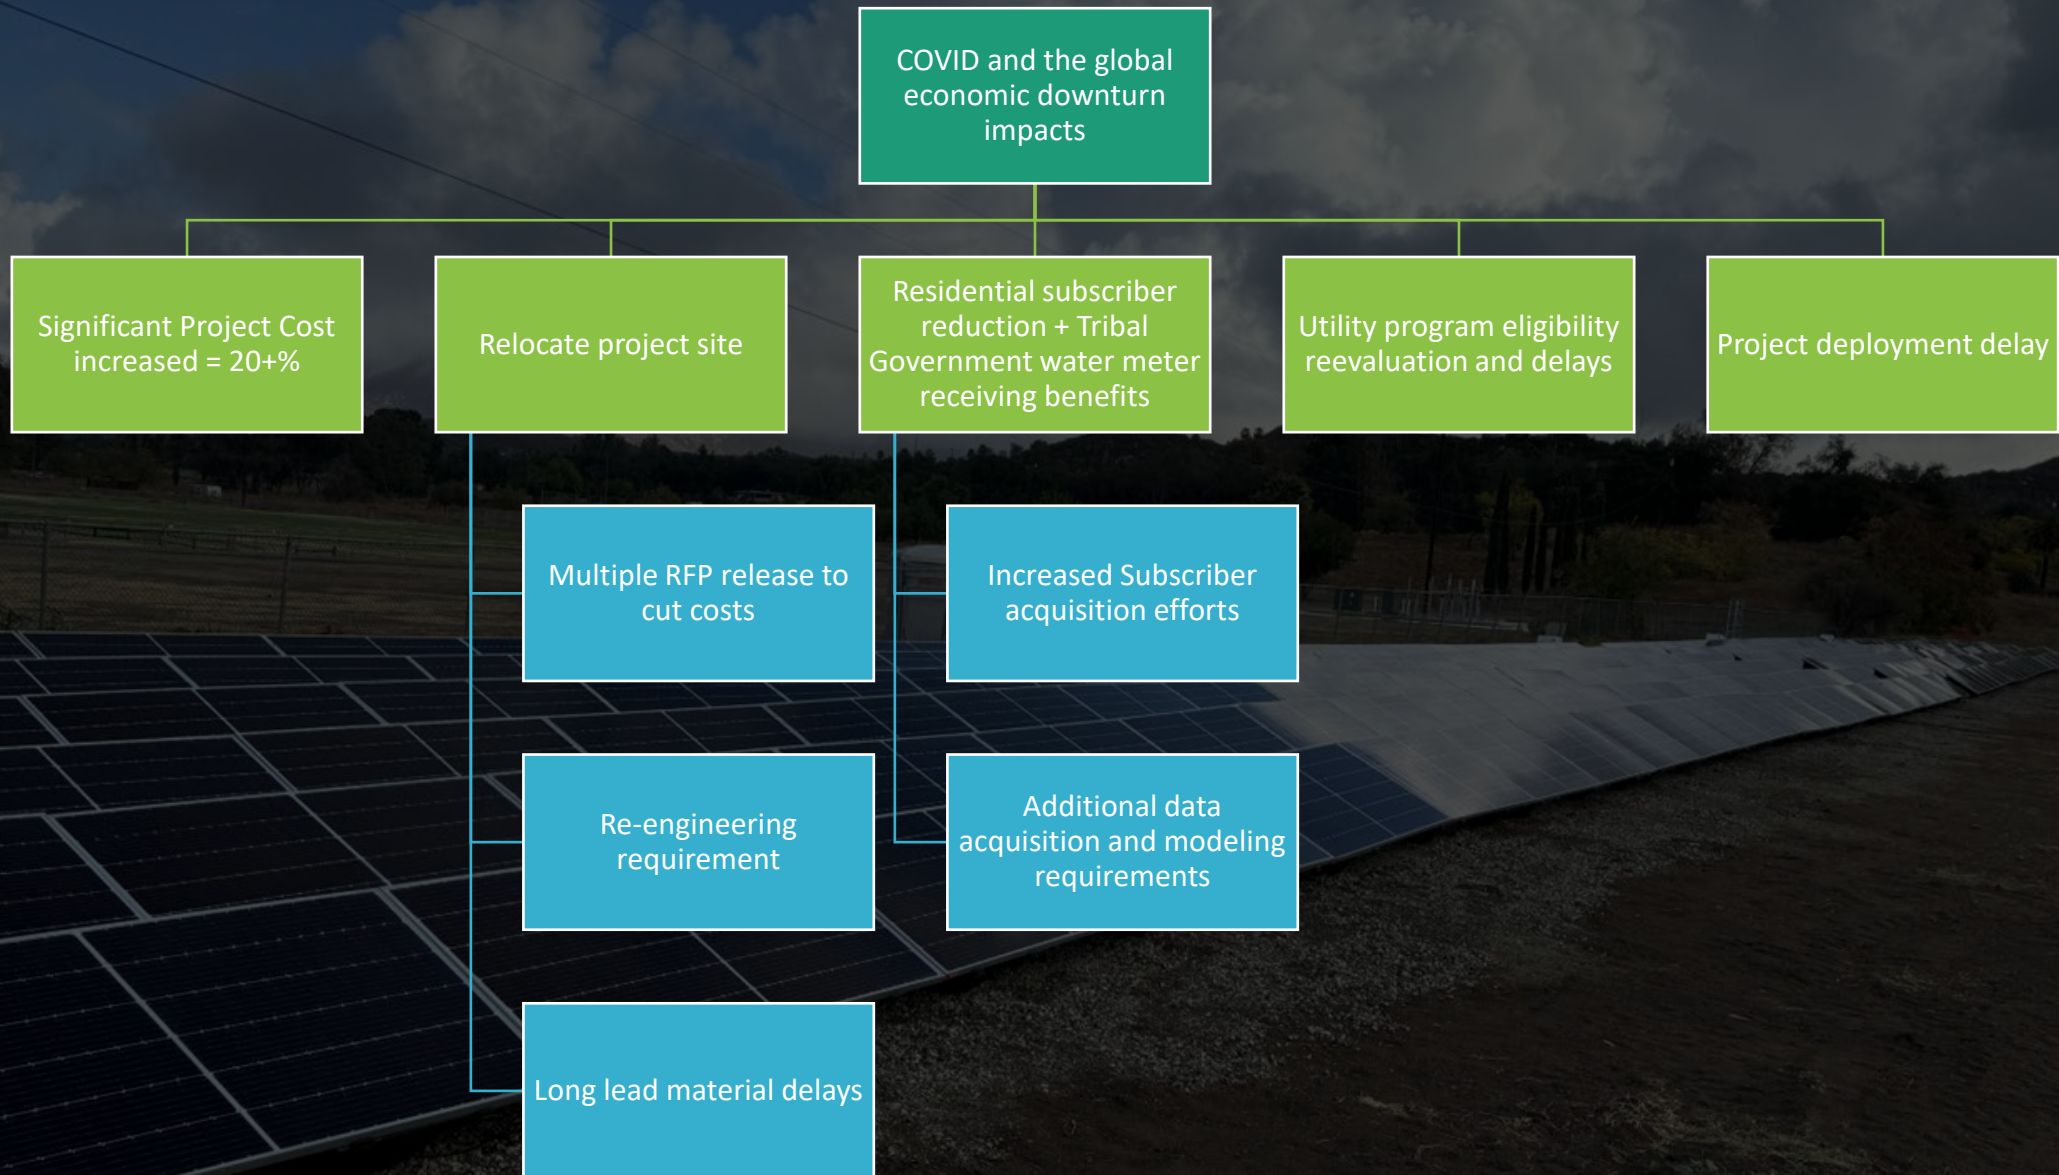 COVID and the global
economic downturn
impacts
Significant Project Cost
increased = 20+%
Relocate project site
Residential subscriber
reduction + Tribal
Government water meter
receiving benefits
Utility program eligibility
reevaluation and delays
Project deployment delay
Multiple RFP release to
cut costs
Re-engineering
requirement
Long lead material delays
Increased Subscriber
acquisition efforts
Additional data
acquisition and modeling
requirements